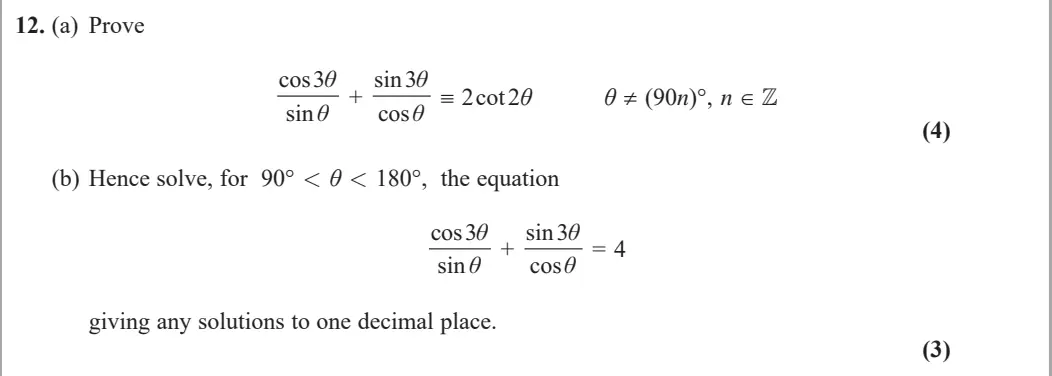 12. (a) Prove
cos 3θ / sin θ + sin 3θ / cos θ ≡ 2 cot 2θ θ ≠ (90n)°, n ∈ ℤ
(4)
(b) Hence solve, for 90° < θ < 180°, the equation
cos 3θ / sin θ + sin 3θ / cos θ = 4
giving any solutions to one decimal place.
(3)